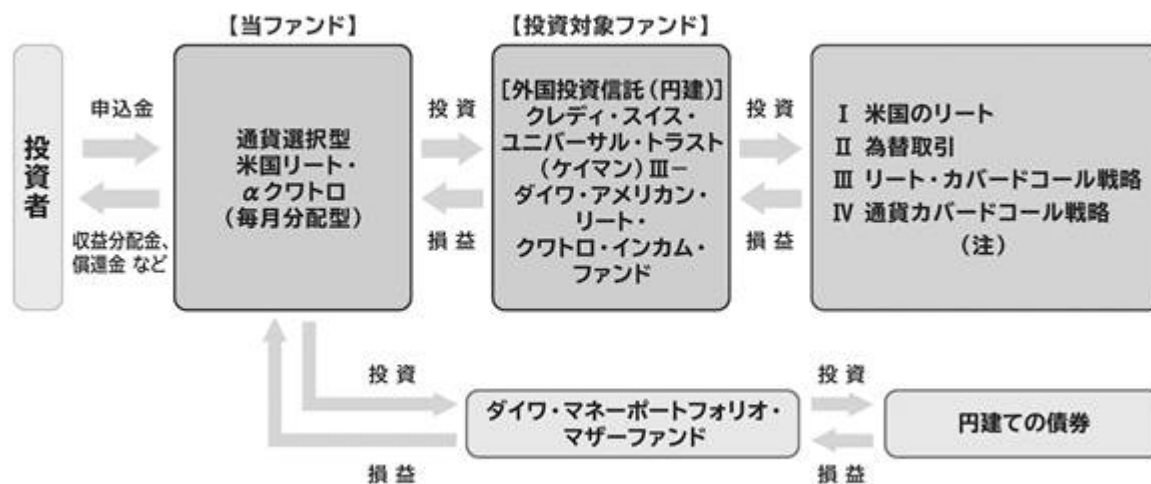 【当ファンド】
【投資対象ファンド】
投資者
申込金
収益分配金、
償還金 など
通貨選択型
米国リート・
αクワトロ
(毎月分配型)
投 資
損 益
[外国投資信託(円建)]
クレディ・スイス・
ユニバーサル・トラスト
(ケイマン)Ⅲ－
ダイワ・アメリカン・
リート・
クワトロ・インカム・
ファンド
投 資
損 益
Ⅰ 米国のリート
Ⅱ 為替取引
Ⅲ リート・カバードコール戦略
Ⅳ 通貨カバードコール戦略
(注)
投 資
損 益
ダイワ・マネーポートフォリオ・
マザーファンド
投 資
損 益
円建ての債券